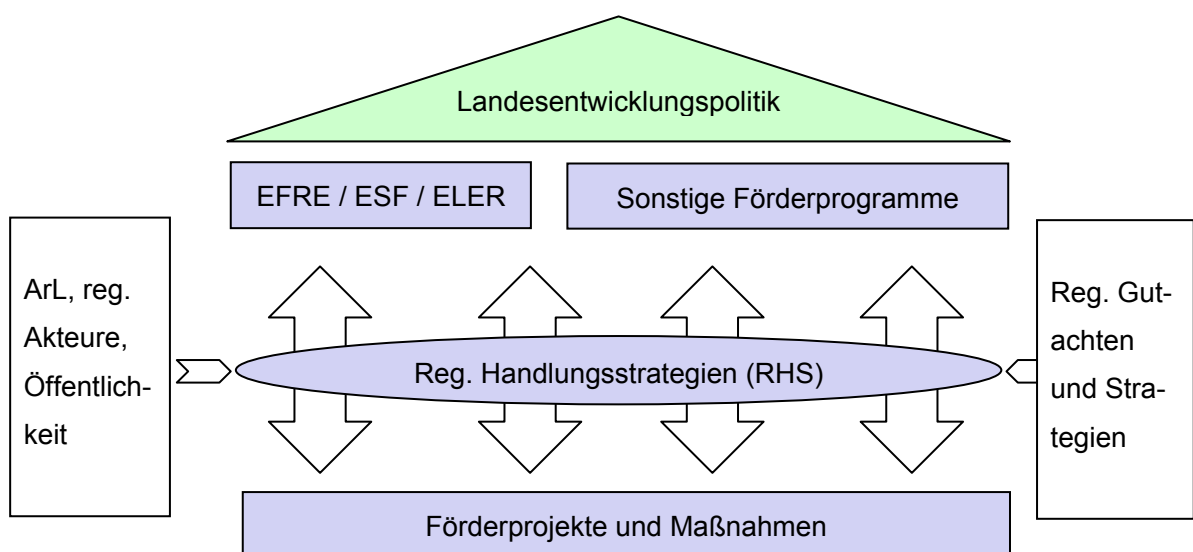 Landesentwicklungspolitik
EFRE / ESF / ELER
Sonstige Förderprogramme
ArL, reg.
Akteure,
Öffentlich-
keit
Reg. Handlungsstrategien (RHS)
Reg. Gut-
achten
und Stra-
tegien
Förderprojekte und Maßnahmen